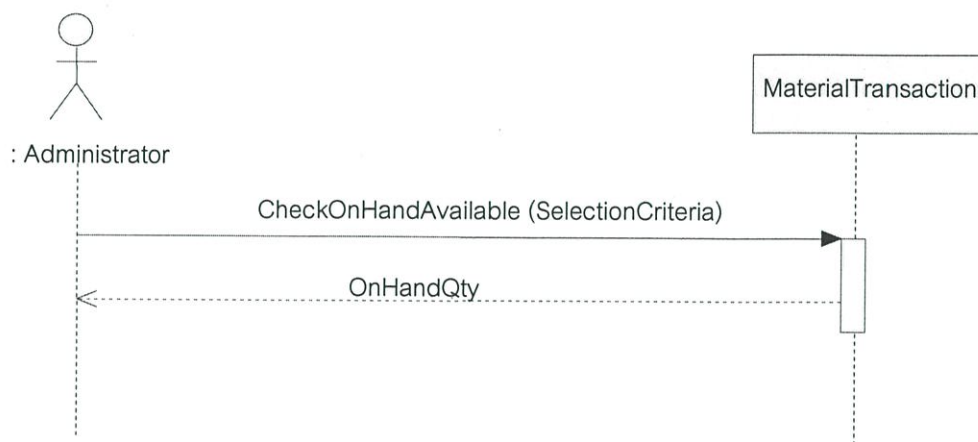 MaterialTransaction
: Administrator
CheckOnHandAvailable (SelectionCriteria)
OnHandQty